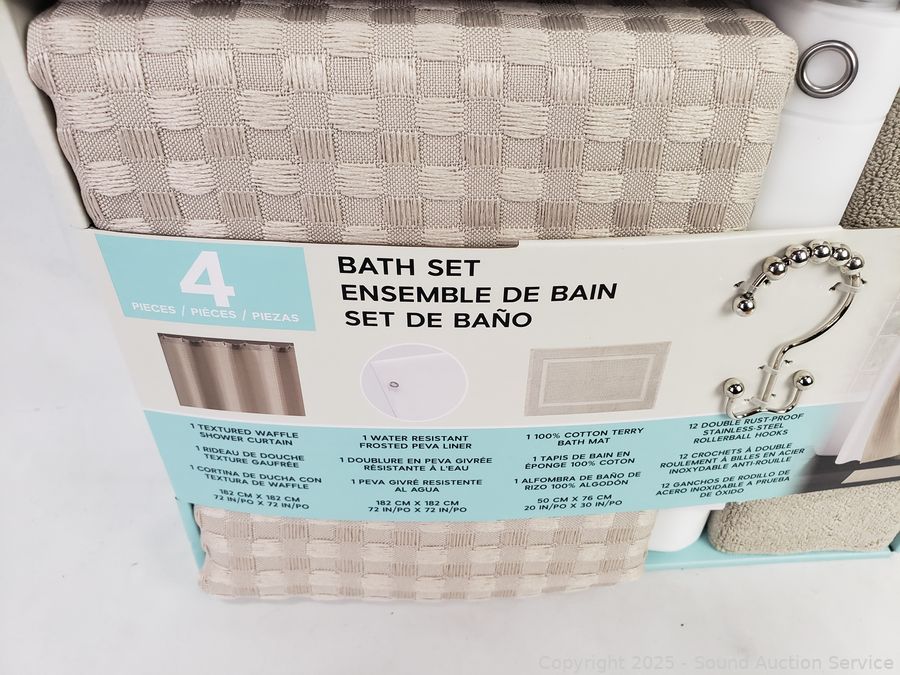 4
PIECES / PIÈCES / PIEZAS
BATH SET
ENSEMBLE DE BAIN
SET DE BAÑO
1 TEXTURED WAFFLE
SHOWER CURTAIN
1 RIDEAU DE DOUCHE
TEXTURE GAUFRÉE
1 CORTINA DE DUCHA CON
TEXTURA DE WAFFLE
182 CM X 182 CM
72 IN/PO X 72 IN/PO
1 WATER RESISTANT
FROSTED PEVA LINER
1 DOUBLURE EN PEVA GIVRÉE
RÉSISTANTE À L'EAU
1 PEVA GIVRÉ RESISTENTE
AL AGUA
182 CM X 182 CM
72 IN/PO X 72 IN/PO
1 100% COTTON TERRY
BATH MAT
1 TAPIS DE BAIN EN
ÉPONGE 100% COTON
1 ALFOMBRA DE BAÑO DE
RIZO 100% ALGODÓN
50 CM X 76 CM
20 IN/PO X 30 IN/PO
12 DOUBLE RUST-PROOF
STAINLESS-STEEL
ROLLERBALL HOOKS
12 CROCHETS À DOUBLE
ROULEMENT À BILLES EN ACIER
INOXYDABLE ANTI-ROUILLE
12 GANCHOS DE RODILLO DE
ACERO INOXIDABLE A PRUEBA
DE ÓXIDO
Copyright 2025 - Sound Auction Service